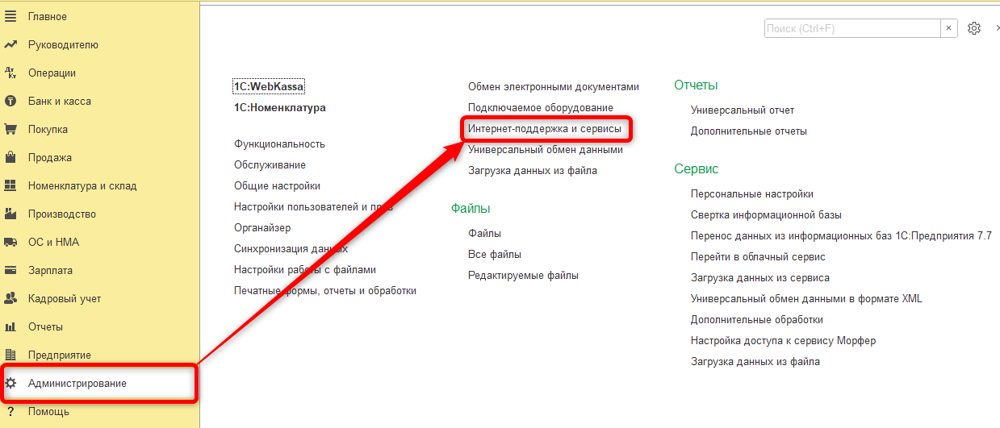 Главное
Руководителю
Операции
Банк и касса
Покупка
Продажа
Номенклатура и склад
Производство
ОС и НМА
Зарплата
Кадровый учет
Отчеты
Предприятие
Администрирование
? Помощь
Поиск (Ctrl+F)
1С:WebKassa
1С:Номенклатура
Функциональность
Обслуживание
Общие настройки
Настройки пользователей и прав
Органайзер
Синхронизация данных
Настройки работы с файлами
Печатные формы, отчеты и обработки
Обмен электронными документами
Подключаемое оборудование
Интернет-поддержка и сервисы
Универсальный обмен данными
Загрузка данных из файла
Файлы
Файлы
Все файлы
Редактируемые файлы
Отчеты
Универсальный отчет
Дополнительные отчеты
Сервис
Персональные настройки
Свертка информационной базы
Перенос данных из информационных баз 1С:Предприятия 7.7
Перейти в облачный сервис
Загрузка данных из сервиса
Универсальный обмен данными в формате XML
Дополнительные обработки
Настройка доступа к сервису Морфер
Загрузка данных из файла